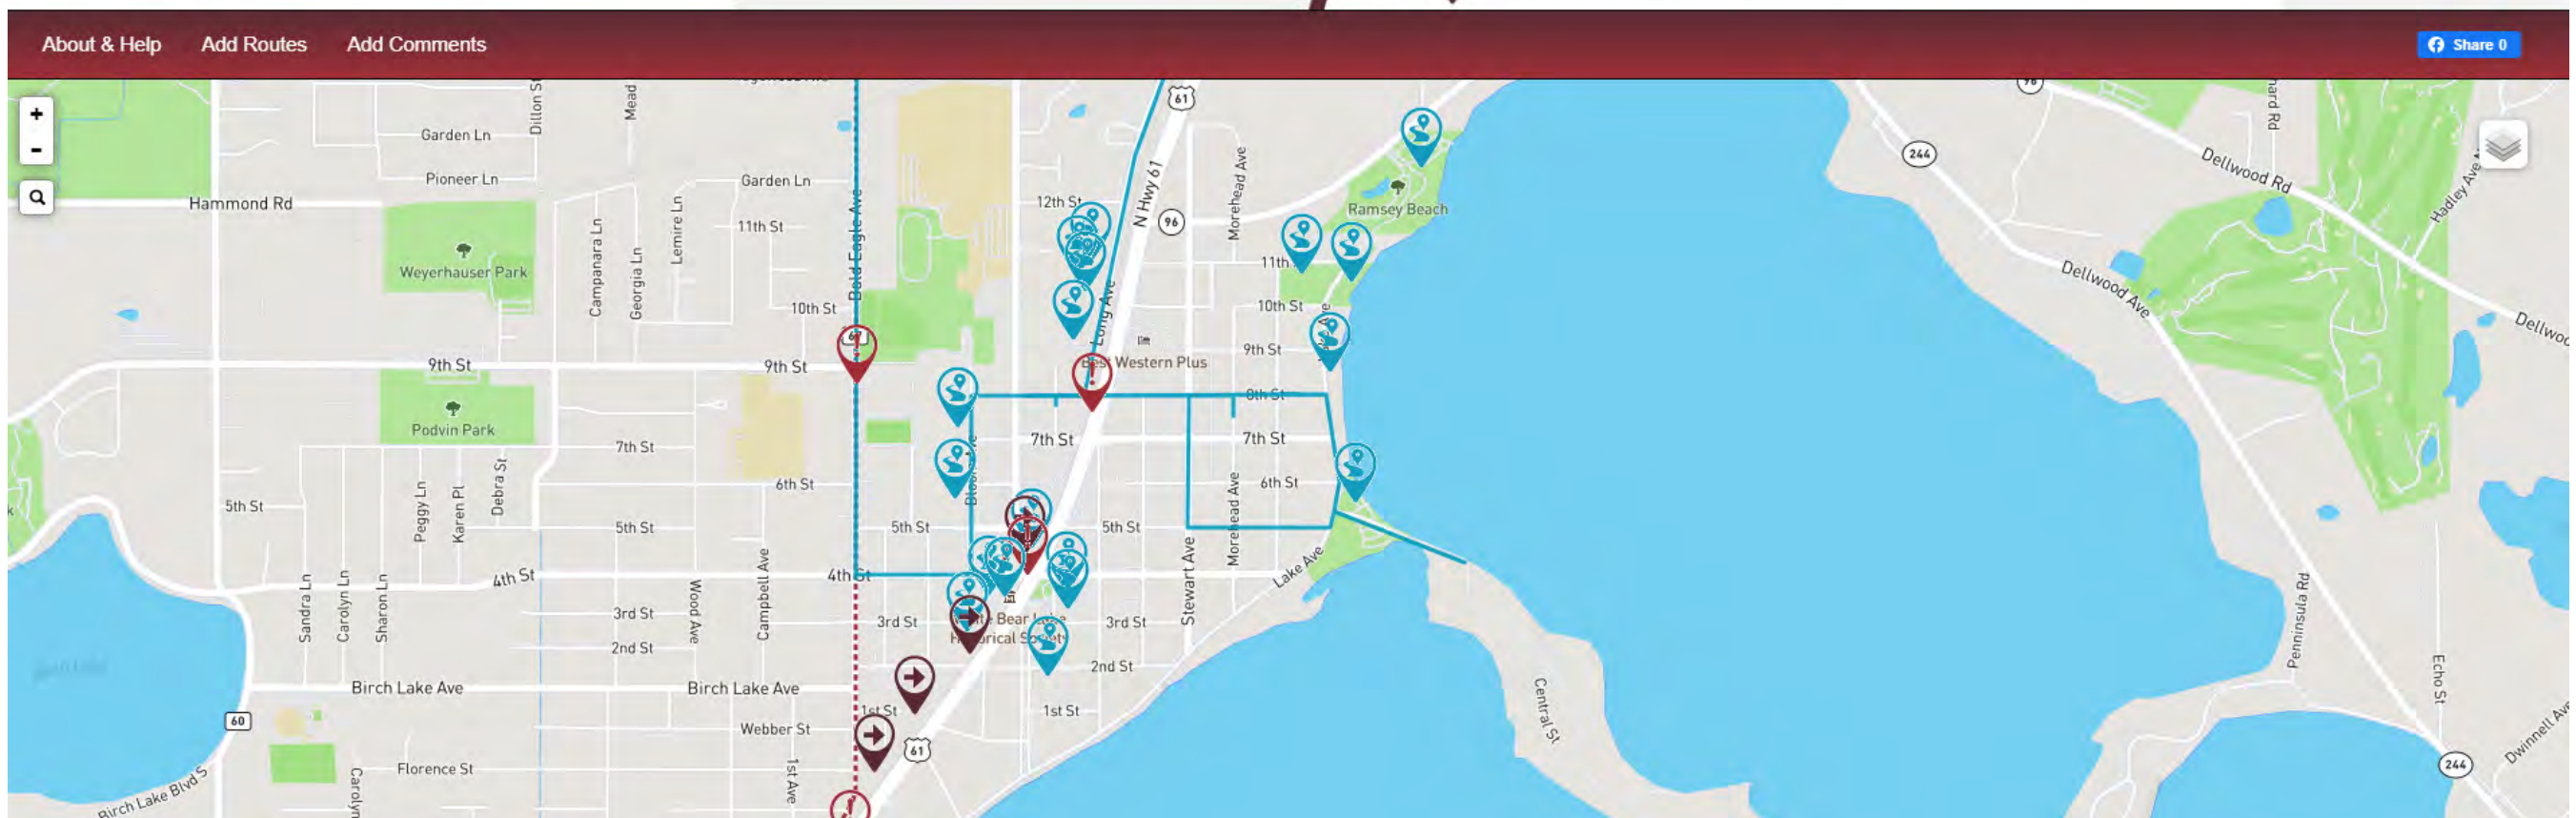 About & Help Add Routes Add Comments
Share 0
+
-
61
96
244
Dillon St
Mead
Garden Ln
Pioneer Ln
Hammond Rd
Garden Ln
11th St
Lemire Ln
Campanara Ln
Georgia Ln
Weyerhauser Park
10th St
Bald Eagle Ave
12th St
N Hwy 61
96
Morehead Ave
Ramsey Beach
11th
10th St
Long Ave
Dellwood Rd
Hadley Ave
Dellwood Ave
9th St
9th St
Best Western Plus
9th St
8th St
Podvin Park
7th St
7th St
7th St
6th St
6th St
Peggy Ln
Karen Pl
Debra St
5th St
5th St
5th St
5th St
Stewart Ave
Morehead Ave
Lake Ave
4th St
4th St
Sandra Ln
Carolyn Ln
Sharon Ln
Wood Ave
Campbell Ave
3rd St
3rd St
3rd St
2nd St
2nd St
Birch Lake Ave
Birch Lake Ave
60
1st St
1st St
Webber St
61
Florence St
1st Ave
Carolyn
Birch Lake Blvd S
Central St
Peninsula Rd
Echo St
244
Dwinnell Ave